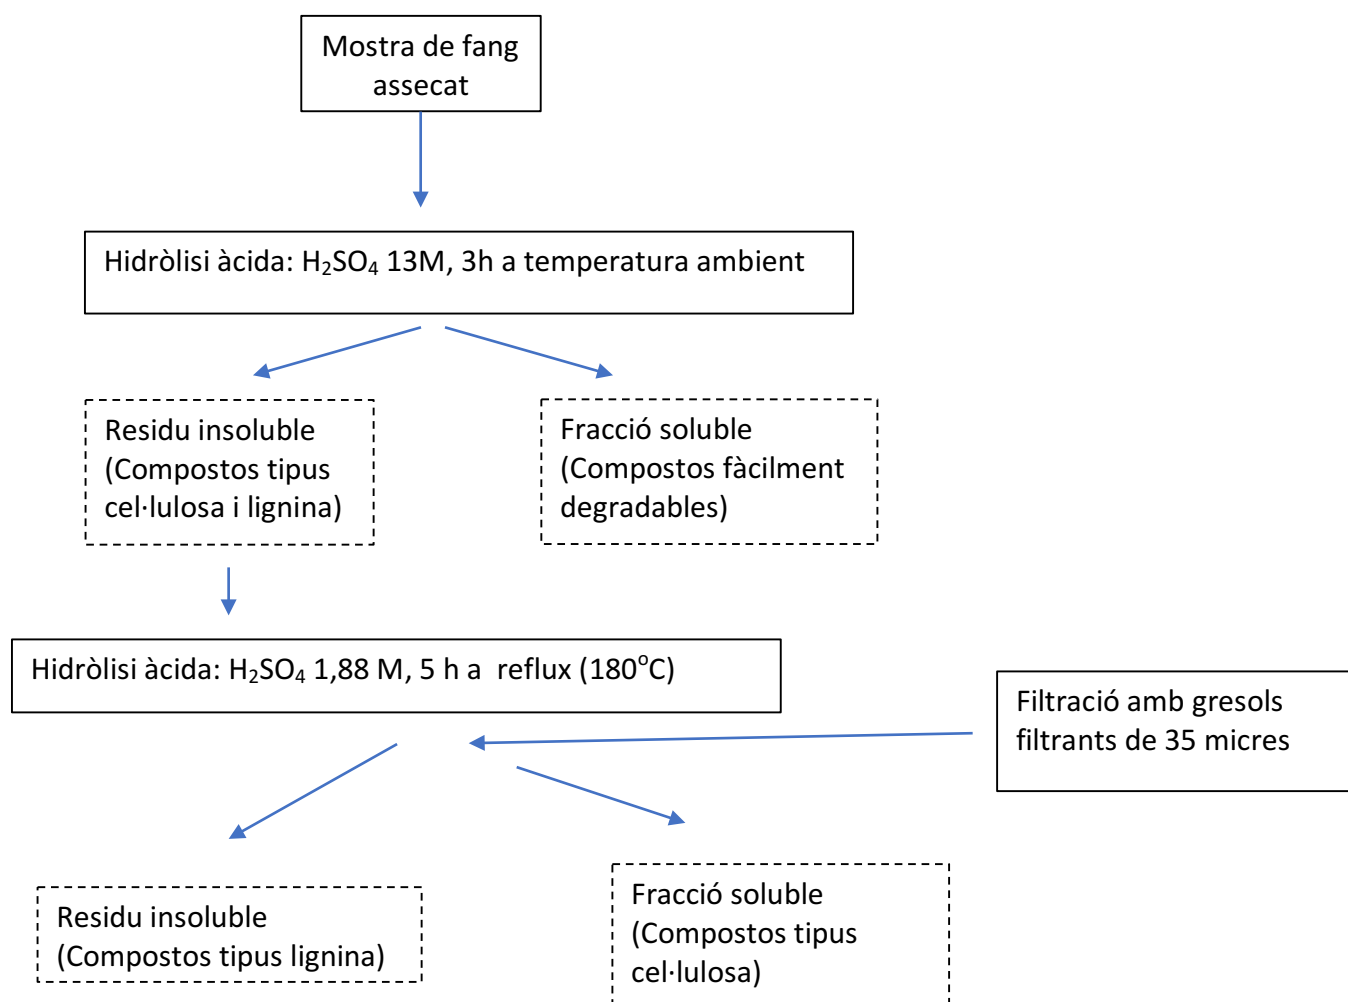 Mostra de fang
assecat
Hidròlisi àcida: H₂SO₄ 13M, 3h a temperatura ambient
Residu insoluble
(Compostos tipus
cel·lulosa i lignina)
Fracció soluble
(Compostos fàcilment
degradables)
Hidròlisi àcida: H₂SO₄ 1,88 M, 5 h a  reflux (180°C)
Filtració amb gresols
filtrants de 35 micres
Residu insoluble
(Compostos tipus lignina)
Fracció soluble
(Compostos tipus
cel·lulosa)